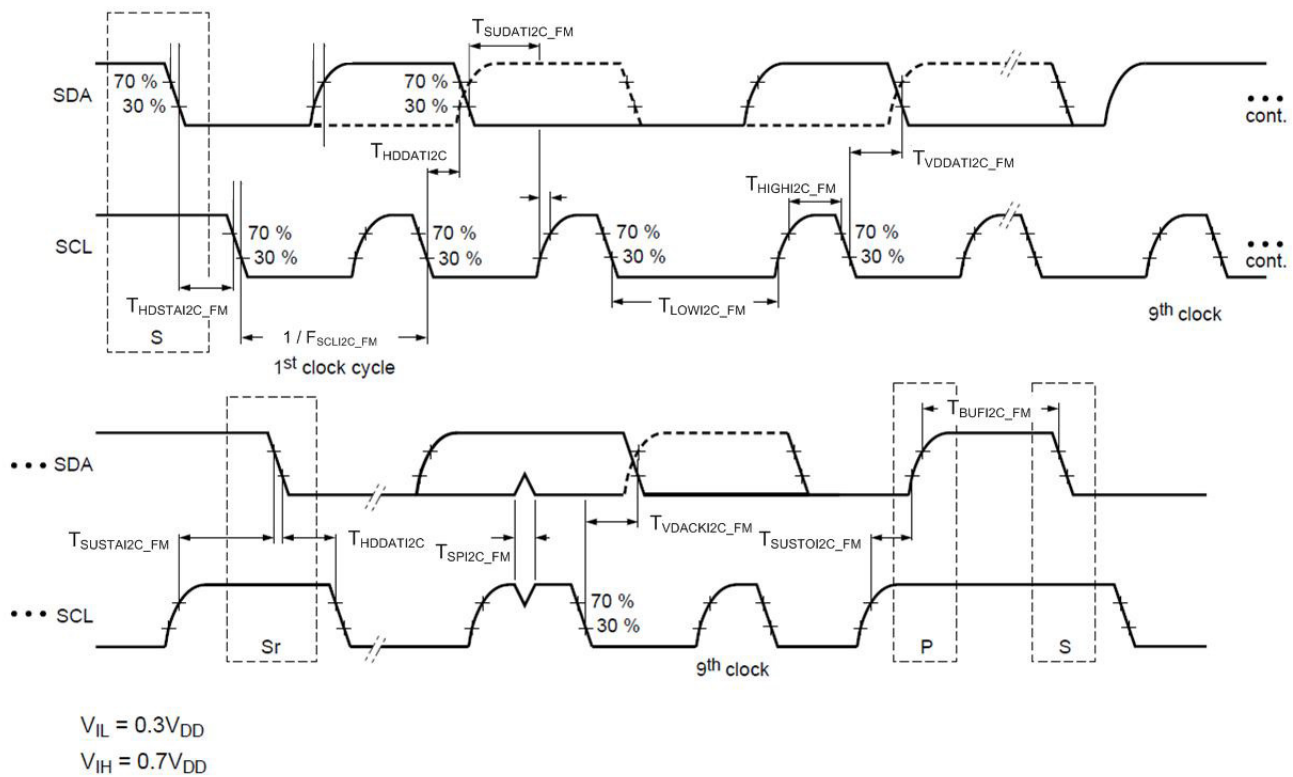 T_SUDATI2C_FM
70 %
30 %
70 %
30 %
SDA
•••
cont.
T_HDDATI2C
T_VDDATI2C_FM
T_HIGHI2C_FM
SCL
70 %
30 %
70 %
30 %
70 %
30 %
70 %
30 %
•••
cont.
T_HDSTAI2C_FM
T_LOWI2C_FM
9th clock
S
1 / F_SCLI2C_FM
1st clock cycle
T_BUFI2C_FM
••• SDA
T_SUSTAI2C_FM
T_HDDATI2C
T_SPI2C_FM
T_VDACKI2C_FM
T_SUSTOI2C_FM
••• SCL
70 %
30 %
Sr
9th clock
P
S
V_IL = 0.3V_DD
V_IH = 0.7V_DD